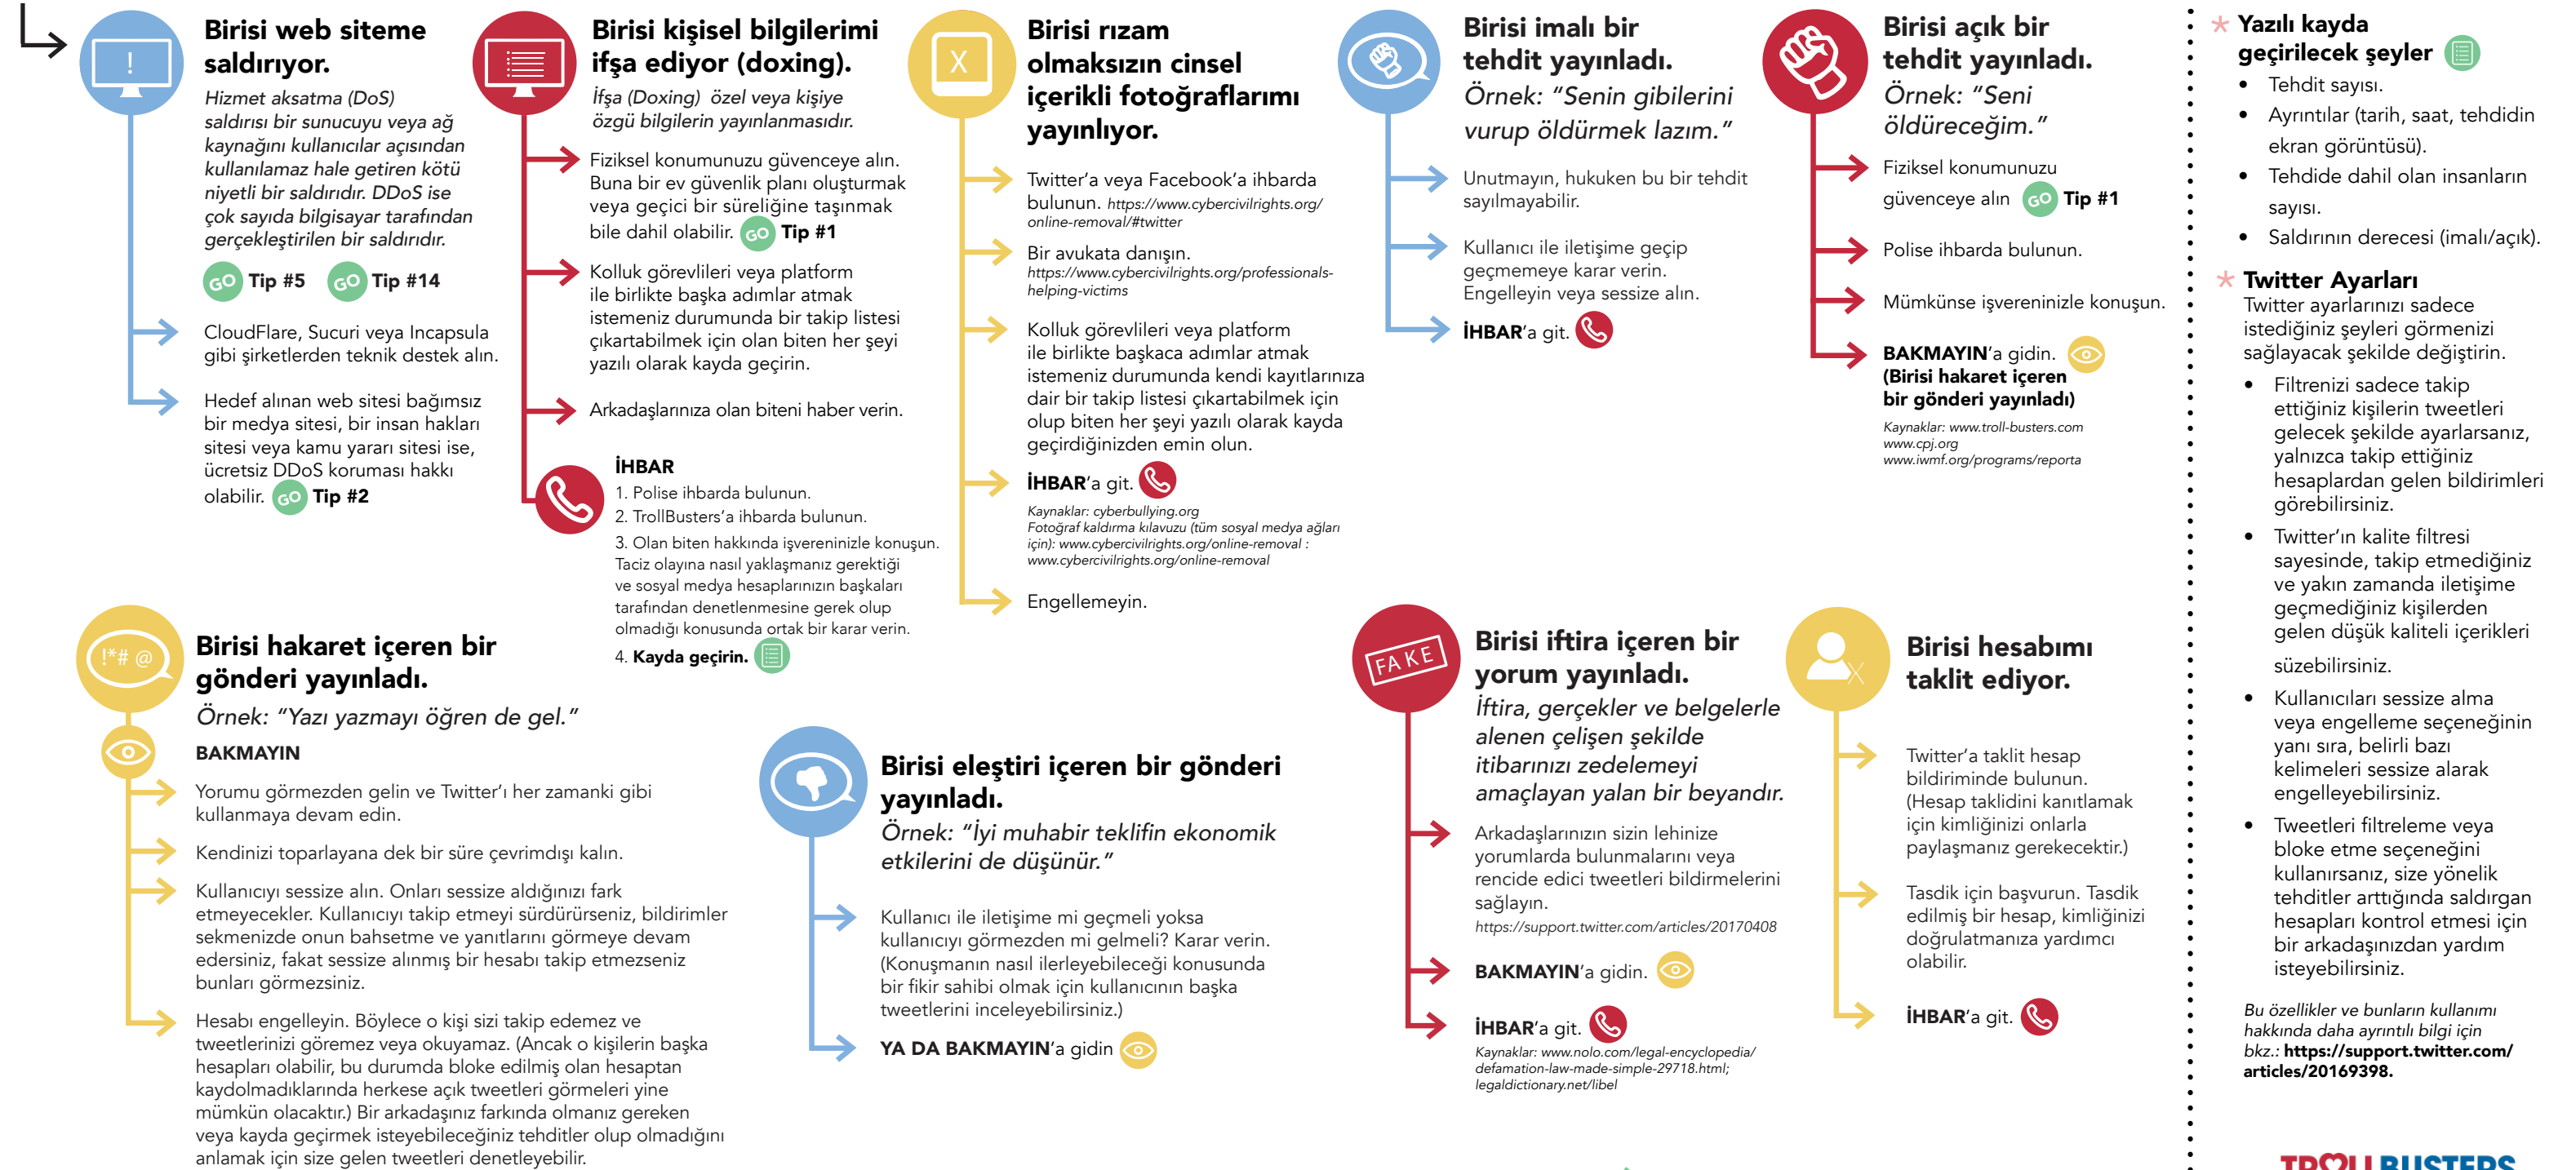 Birisi web siteme
saldırıyor.
Hizmet aksatma (DoS)
saldırısı bir sunucuyu veya ağ
kaynağını kullanıcılar açısından
kullanılamaz hale getiren kötü
niyetli bir saldırıdır. DDoS ise
çok sayıda bilgisayar tarafından
gerçekleştirilen bir saldırıdır.
GO Tip #5 GO Tip #14
CloudFlare, Sucuri veya Incapsula
gibi şirketlerden teknik destek alın.
Hedef alınan web sitesi bağımsız
bir medya sitesi, bir insan hakları
sitesi veya kamu yararı sitesi ise,
ücretsiz DDoS koruması hakkı
olabilir. GO Tip #2
Birisi kişisel bilgilerimi
ifşa ediyor (doxing).
İfşa (Doxing) özel veya kişiye
özgü bilgilerin yayınlanmasıdır.
Fiziksel konumunuzu güvenceye alın.
Buna bir ev güvenlik planı oluşturmak
veya geçici bir süreliğine taşınmak
bile dahil olabilir. GO Tip #1
Kolluk görevlileri veya platform
ile birlikte başka adımlar atmak
istemeniz durumunda bir takip listesi
çıkartabilmek için olan biten her şeyi
yazılı olarak kayda geçirin.
Arkadaşlarınıza olan biteni haber verin.
İHBAR
1. Polise ihbarda bulunun.
2. TrollBusters’a ihbarda bulunun.
3. Olan biten hakkında işvereninizle konuşun.
Taciz olayına nasıl yaklaşmanız gerektiği
ve sosyal medya hesaplarınızın başkaları
tarafından denetlenmesine gerek olup
olmadığı konusunda ortak bir karar verin.
4. Kayda geçirin.
X
Birisi rızam
olmaksızın cinsel
içerikli fotoğraflarımı
yayınlıyor.
Twitter’a veya Facebook’a ihbarda
bulunun. https://www.cybercivilrights.org/
online-removal/#twitter
Bir avukata danışın.
https://www.cybercivilrights.org/professionals-
helping-victims
Kolluk görevlileri veya platform
ile birlikte başkaca adımlar atmak
istemeniz durumunda kendi kayıtlarınıza
dair bir takip listesi çıkartabilmek için
olup biten her şeyi yazılı olarak kayda
geçirdiğinizden emin olun.
İHBAR’a git.
Kaynaklar: cyberbullying.org
Fotoğraf kaldırma kılavuzu (tüm sosyal medya ağları
için): www.cybercivilrights.org/online-removal :
www.cybercivilrights.org/online-removal
Engellemeyin.
Birisi imalı bir
tehdit yayınladı.
Örnek: “Senin gibilerini
vurup öldürmek lazım.”
Unutmayın, hukuken bu bir tehdit
sayılmayabilir.
Kullanıcı ile iletişime geçip
geçmemeye karar verin.
Engelleyin veya sessize alın.
İHBAR’a git.
Birisi açık bir
tehdit yayınladı.
Örnek: “Seni
öldüreceğim.”
Fiziksel konumunuzu
güvenceye alın GO Tip #1
Polise ihbarda bulunun.
Mümkünse işvereninizle konuşun.
BAKMAYIN’a gidin.
(Birisi hakaret içeren
bir gönderi yayınladı)
Kaynaklar: www.troll-busters.com
www.cpj.org
www.iwmf.org/programs/reporta
!*# @
Birisi hakaret içeren bir
gönderi yayınladı.
Örnek: “Yazı yazmayı öğren de gel.”
BAKMAYIN
Yorumu görmezden gelin ve Twitter’ı her zamanki gibi
kullanmaya devam edin.
Kendinizi toparlayana dek bir süre çevrimdışı kalın.
Kullanıcıyı sessize alın. Onları sessize aldığınızı fark
etmeyecekler. Kullanıcıyı takip etmeyi sürdürürseniz, bildirimler
sekmenizde onun bahsetme ve yanıtlarını görmeye devam
edersiniz, fakat sessize alınmış bir hesabı takip etmezseniz
bunları görmezsiniz.
Hesabı engelleyin. Böylece o kişi sizi takip edemez ve
tweetlerinizi göremez veya okuyamaz. (Ancak o kişilerin başka
hesapları olabilir, bu durumda bloke edilmiş olan hesaptan
kaydolmadıklarında herkese açık tweetleri görmeleri yine
mümkün olacaktır.) Bir arkadaşınız farkında olmanız gereken
veya kayda geçirmek isteyebileceğiniz tehditler olup olmadığını
anlamak için size gelen tweetleri denetleyebilir.
Birisi eleştiri içeren bir gönderi
yayınladı.
Örnek: “İyi muhabir teklifin ekonomik
etkilerini de düşünür.”
Kullanıcı ile iletişime mi geçmeli yoksa
kullanıcıyı görmezden mi gelmeli? Karar verin.
(Konuşmanın nasıl ilerleyebileceği konusunda
bir fikir sahibi olmak için kullanıcının başka
tweetlerini inceleyebilirsiniz.)
YA DA BAKMAYIN’a gidin
FAKE
Birisi iftira içeren bir
yorum yayınladı.
İftira, gerçekler ve belgelerle
alenen çelişen şekilde
itibarınızı zedelemeyi
amaçlayan yalan bir beyandır.
Arkadaşlarınızın sizin lehinize
yorumlarda bulunmalarını veya
rencide edici tweetleri bildirmelerini
sağlayın.
https://support.twitter.com/articles/20170408
BAKMAYIN’a gidin.
İHBAR’a git.
Kaynaklar: www.nolo.com/legal-encyclopedia/
defamation-law-made-simple-29718.html;
legaldictionary.net/libel
Birisi hesabımı
taklit ediyor.
Twitter’a taklit hesap
bildiriminde bulunun.
(Hesap taklidini kanıtlamak
için kimliğinizi onlarla
paylaşmanız gerekecektir.)
Tasdik için başvurun. Tasdik
edilmiş bir hesap, kimliğinizi
doğrulatmanıza yardımcı
olabilir.
İHBAR’a git.
* Yazılı kayda
geçirilecek şeyler
• Tehdit sayısı.
• Ayrıntılar (tarih, saat, tehdidin
ekran görüntüsü).
• Tehdide dahil olan insanların
sayısı.
• Saldırının derecesi (imalı/açık).
* Twitter Ayarları
Twitter ayarlarınızı sadece
istediğiniz şeyleri görmenizi
sağlayacak şekilde değiştirin.
• Filtrenizi sadece takip
ettiğiniz kişilerin tweetleri
gelecek şekilde ayarlarsanız,
yalnızca takip ettiğiniz
hesaplardan gelen bildirimleri
görebilirsiniz.
• Twitter’ın kalite filtresi
sayesinde, takip etmediğiniz
ve yakın zamanda iletişime
geçmediğiniz kişilerden
gelen düşük kaliteli içerikleri
süzebilirsiniz.
• Kullanıcıları sessize alma
veya engelleme seçeneğinin
yanı sıra, belirli bazı
kelimeleri sessize alarak
engelleyebilirsiniz.
• Tweetleri filtreleme veya
bloke etme seçeneğini
kullanırsanız, size yönelik
tehditler arttığında saldırgan
hesapları kontrol etmesi için
bir arkadaşınızdan yardım
isteyebilirsiniz.
Bu özellikler ve bunların kullanımı
hakkında daha ayrıntılı bilgi için
bkz.: https://support.twitter.com/
articles/20169398.
TROLLBUSTERS